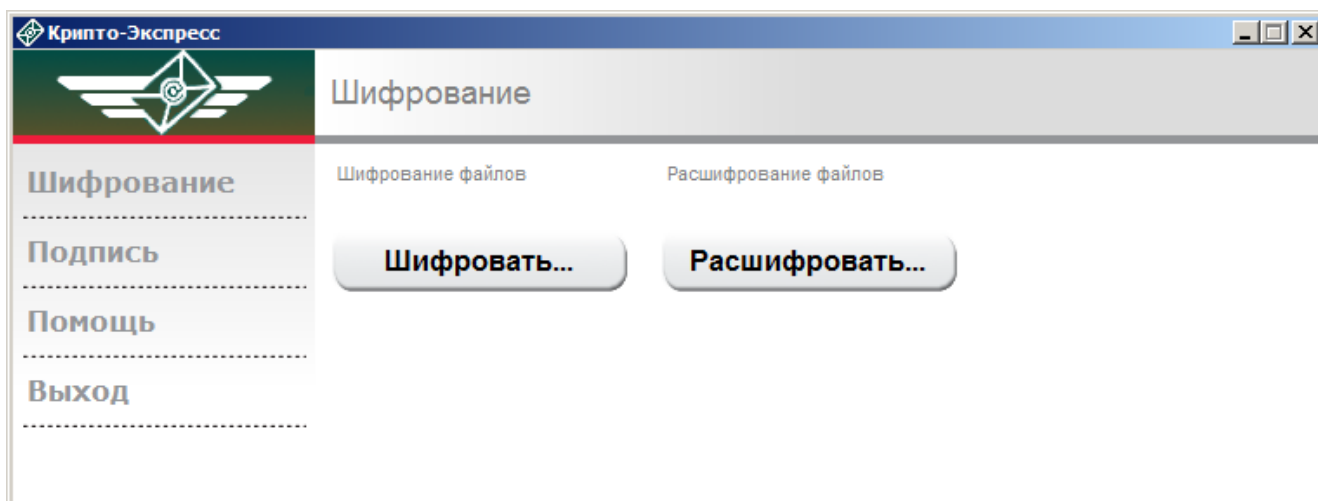 Крипто-Экспресс
Шифрование
Шифрование
Подпись
Помощь
Выход
Шифрование файлов
Расшифрование файлов
Шифровать...
Расшифровать...